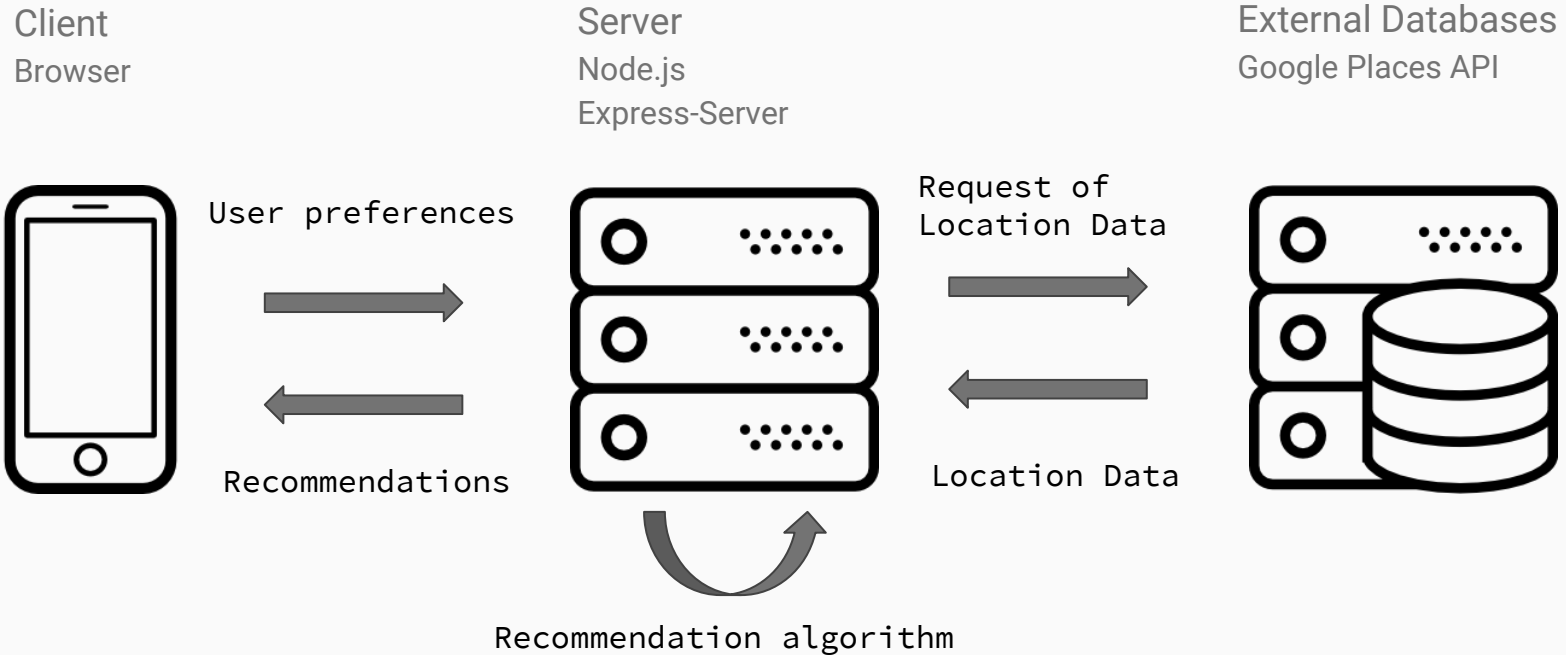 Client
Browser
Server
Node.js
Express-Server
External Databases
Google Places API
User preferences
Request of
Location Data
Recommendations
Location Data
Recommendation algorithm